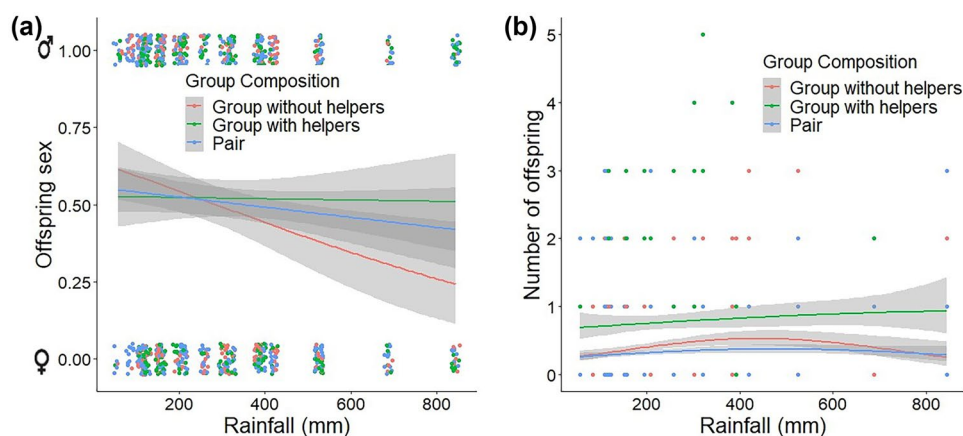 (a)
♂
1.00
0.75
0.50
0.25
0.00
♀
Offspring sex
Group Composition
Group without helpers
Group with helpers
Pair
200
400
600
800
Rainfall (mm)
(b)
5
4
3
2
1
0
Number of offspring
Group Composition
Group without helpers
Group with helpers
Pair
200
400
600
800
Rainfall (mm)